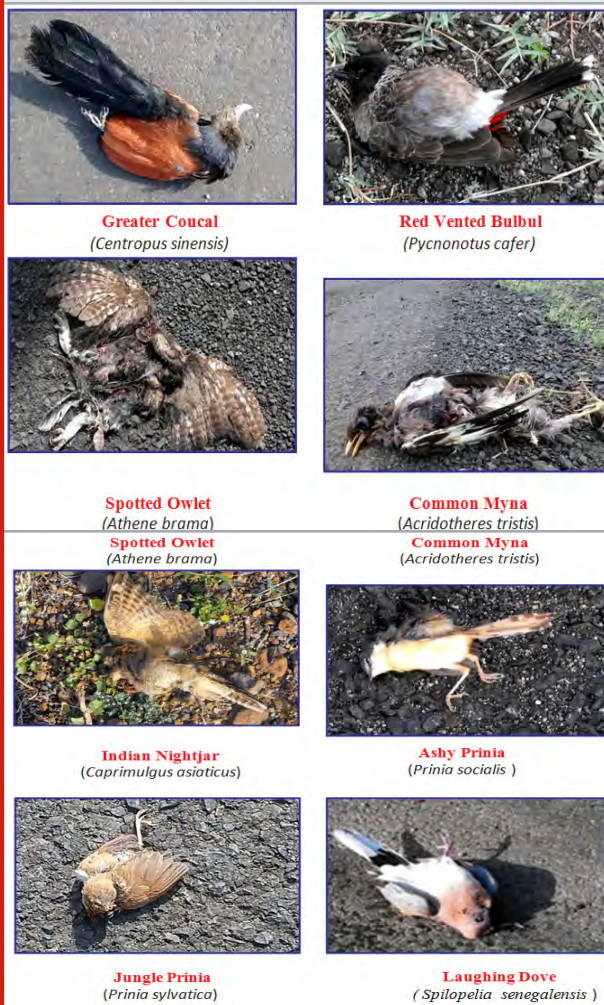 Greater Coucal
(Centropus sinensis)
Red Vented Bulbul
(Pycnonotus cafer)
Spotted Owlet
(Athene brama)
Common Myna
(Acridotheres tristis)
Spotted Owlet
(Athene brama)
Common Myna
(Acridotheres tristis)
Indian Nightjar
(Caprimulgus asiaticus)
Ashy Prinia
(Prinia socialis )
Jungle Prinia
(Prinia sylvatica)
Laughing Dove
( Spilopelia senegalensis )